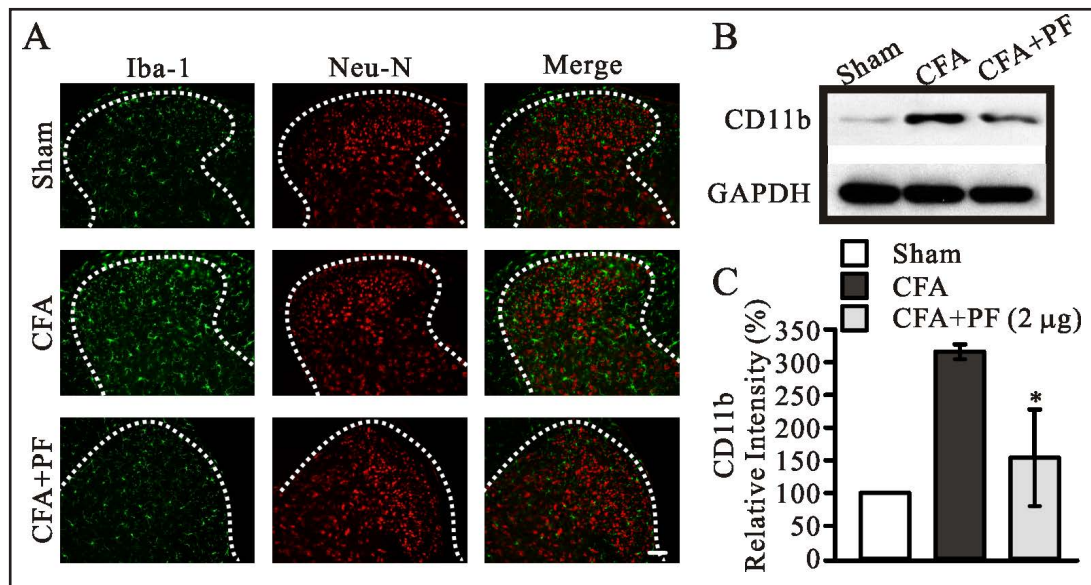 A
Iba-1 Neu-N Merge
Sham
CFA
CFA+PF
B
Sham CFA CFA+PF
CD11b
GAPDH
C
Sham
CFA
CFA+PF (2 μg)
CD11b
Relative Intensity (%)
350
300
250
200
150
100
50
0
*